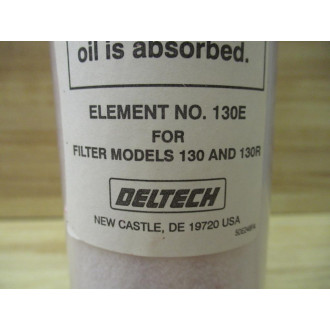 oil is absorbed.
ELEMENT NO. 130E
FOR
FILTER MODELS 130 AND 130R
DELTECH
NEW CASTLE, DE 19720 USA